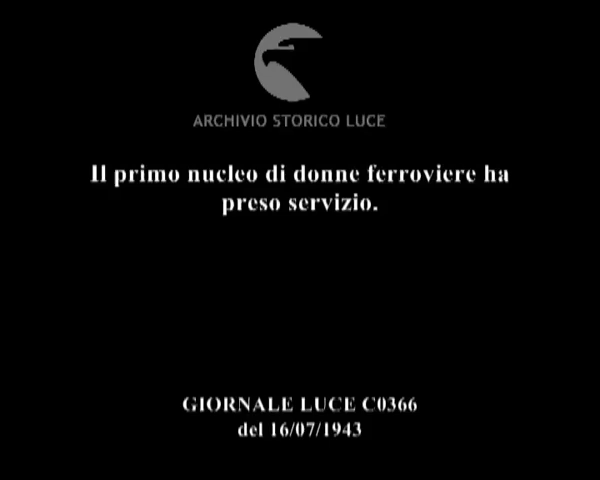 ARCHIVIO STORICO LUCE
Il primo nucleo di donne ferroviere ha
preso servizio.
GIORNALE LUCE C0366
del 16/07/1943